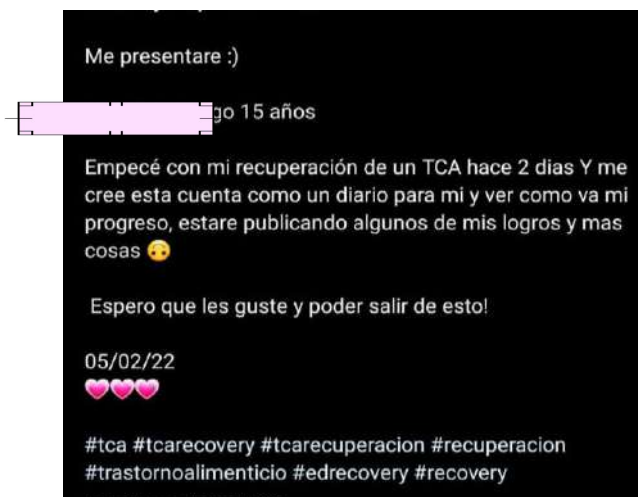 Me presentare :)
15 años
Empecé con mi recuperación de un TCA hace 2 dias Y me
cree esta cuenta como un diario para mi y ver como va mi
progreso, estare publicando algunos de mis logros y mas
cosas 🙃
Espero que les guste y poder salir de esto!
05/02/22
💗💗💗
#tca #tcarecovery #tcarecuperacion #recuperacion
#trastornoalimenticio #edrecovery #recovery